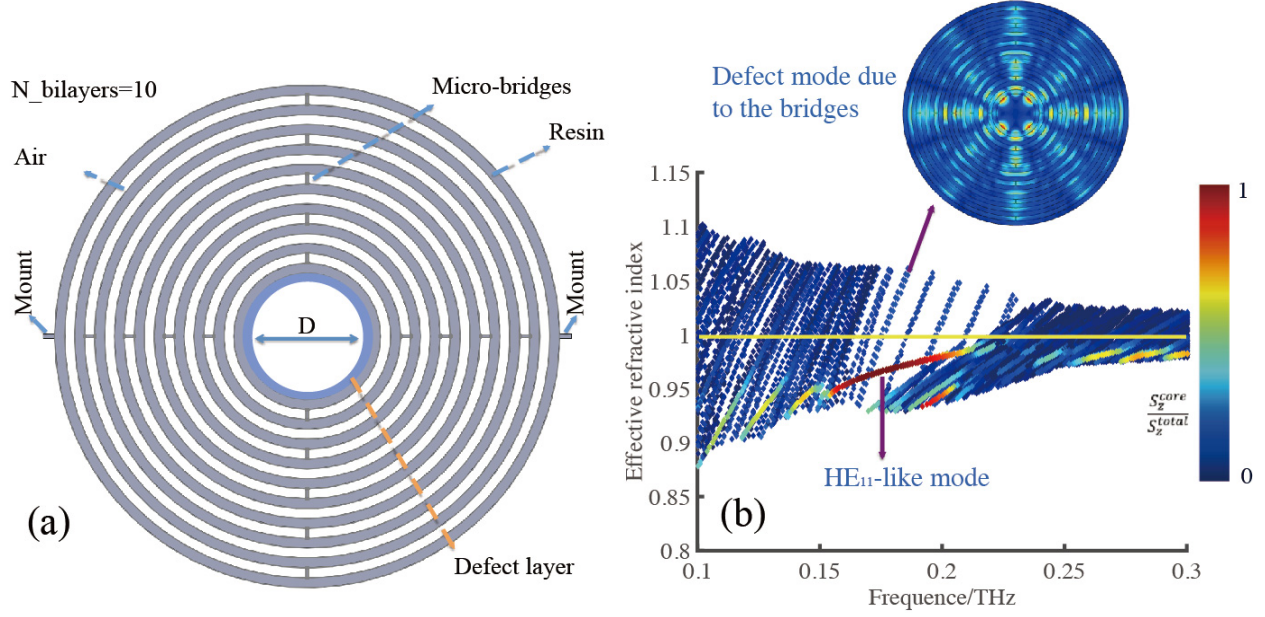 N_bilayers=10
Micro-bridges
Resin
Air
Mount
Mount
D
Defect layer
(a)
Defect mode due
to the bridges
Effective refractive index
1.15
1.1
1.05
1
0.95
0.9
0.85
0.8
0.1
0.15
0.2
0.25
0.3
Frequence/THz
HE₁₁-like mode
(b)
1
0
S_z^core
S_z^total